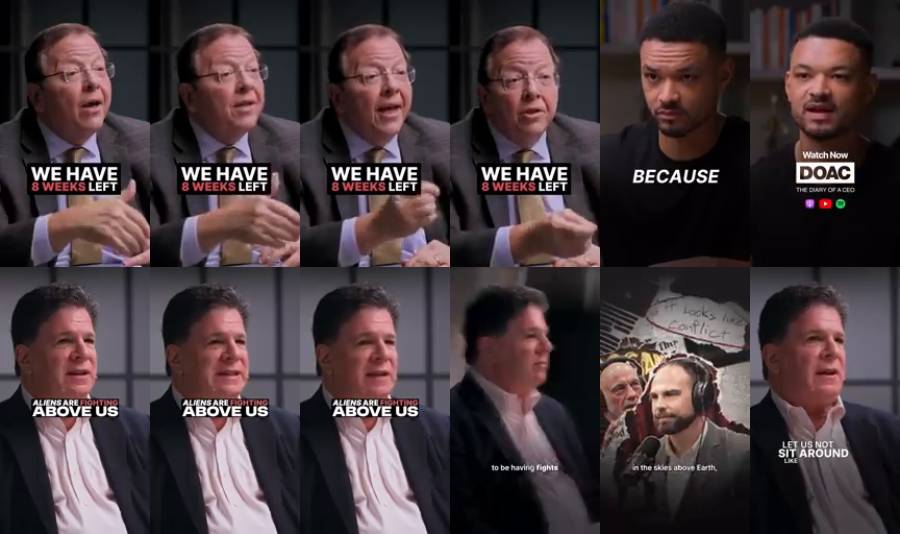 WE HAVE
8 WEEKS LEFT
WE HAVE
8 WEEKS LEFT
WE HAVE
8 WEEKS LEFT
WE HAVE
8 WEEKS LEFT
BECAUSE
Watch Now
DOAC
THE DIARY OF A CEO
ALIENS ARE FIGHTING
ABOVE US
ALIENS ARE FIGHTING
ABOVE US
ALIENS ARE FIGHTING
ABOVE US
to be having fights
it looks like
conflict
The
in the skies above Earth,
LET US NOT
SIT AROUND
LIKE